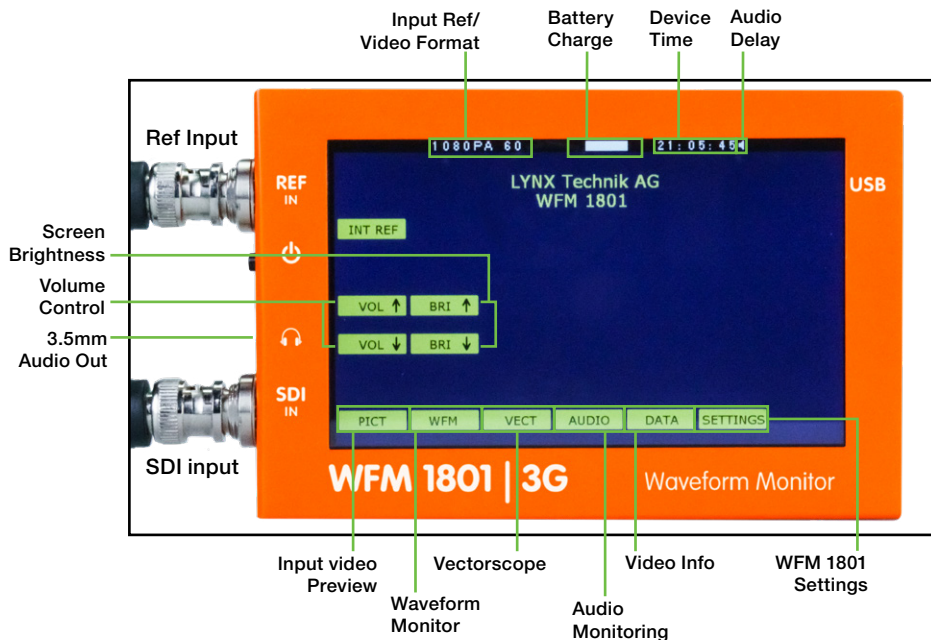 Input Ref/
Video Format
Battery
Charge
Device
Time
Audio
Delay
Ref Input
1080PA 60
21:05:45
REF
IN
LYNX Technik AG
WFM 1801
USB
INT REF
Screen
Brightness
Volume
Control
VOL ↑ BRI ↑
3.5mm
Audio Out
VOL ↓ BRI ↓
SDI
IN
PICT WFM VECT AUDIO DATA SETTINGS
SDI input
WFM 1801 | 3G
Waveform Monitor
Input video
Preview
Waveform
Monitor
Vectorscope
Audio
Monitoring
Video Info
WFM 1801
Settings